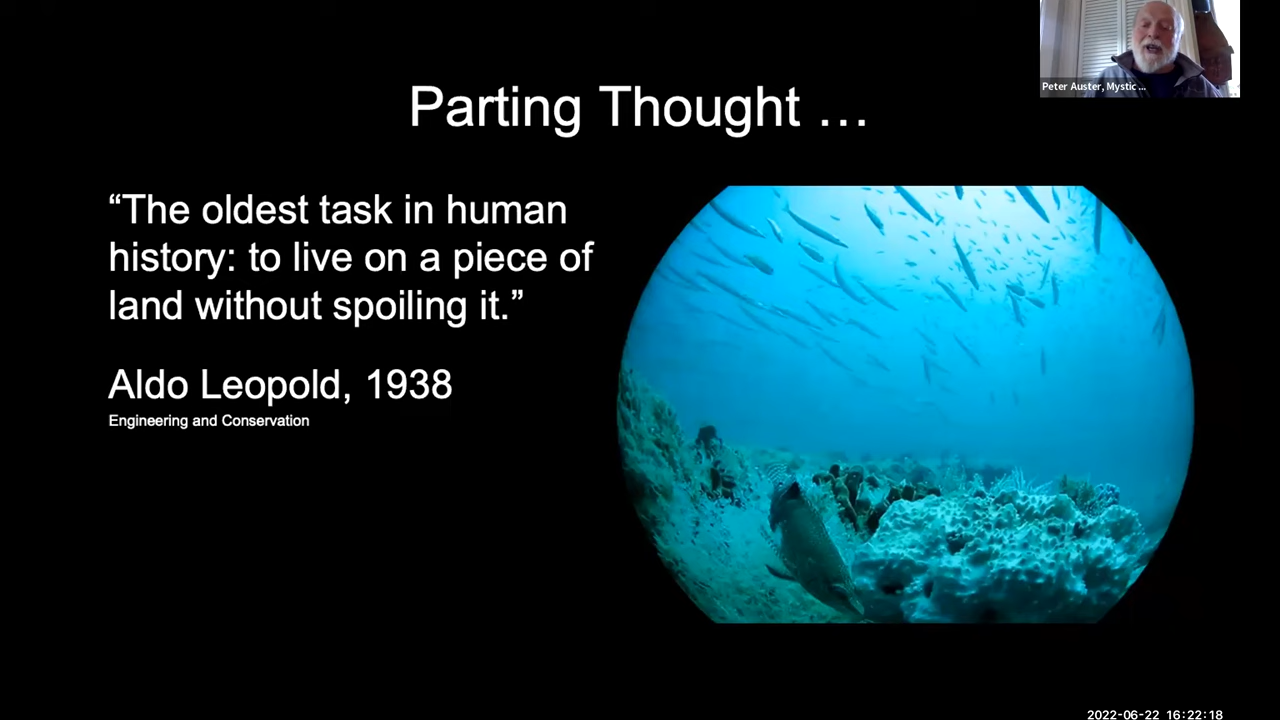 Peter Auster, Mystic ...
Parting Thought ...
“The oldest task in human
history: to live on a piece of
land without spoiling it.”
Aldo Leopold, 1938
Engineering and Conservation
2022-06-22 16:22:18